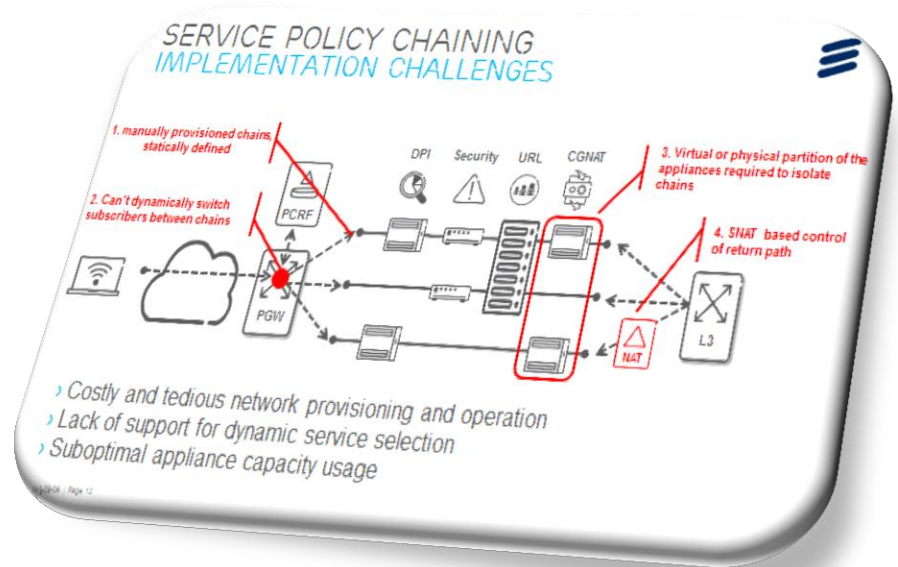 SERVICE POLICY CHAINING
IMPLEMENTATION CHALLENGES
1. manually provisioned chains,
statically defined
2. Can't dynamically switch
subscribers between chains
PCRF
PGW
DPI Security URL CGNAT
3. Virtual or physical partition of the
appliances required to isolate
chains
4. SNAT based control
of return path
NAT
L3
› Costly and tedious network provisioning and operation
› Lack of support for dynamic service selection
› Suboptimal appliance capacity usage
| Page 12